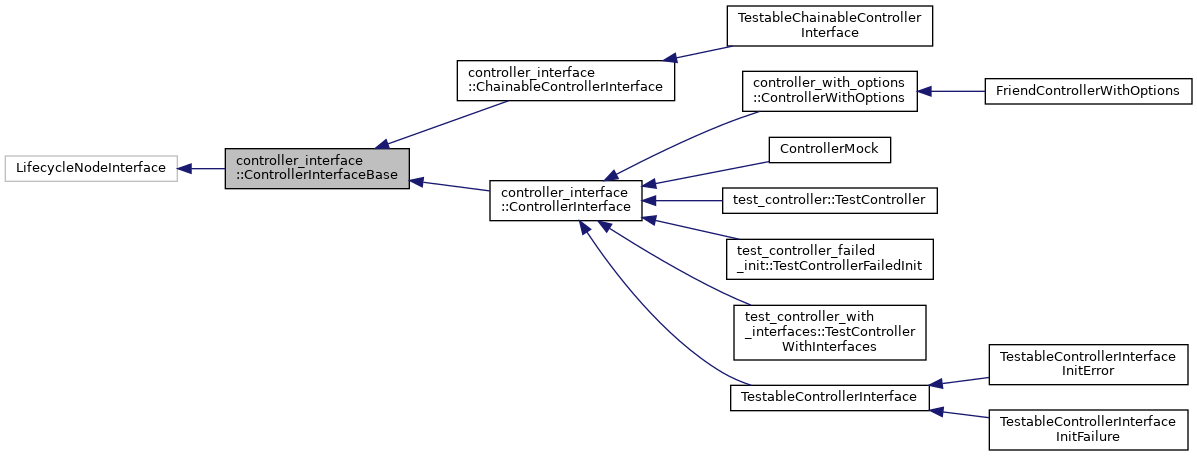 LifecycleNodeInterface
controller_interface
::ControllerInterfaceBase
controller_interface
::ChainableControllerInterface
TestableChainableController
Interface
controller_interface
::ControllerInterface
controller_with_options
::ControllerWithOptions
FriendControllerWithOptions
ControllerMock
test_controller::TestController
test_controller_failed
_init::TestControllerFailedInit
test_controller_with
_interfaces::TestController
WithInterfaces
TestableControllerInterface
TestableControllerInterface
InitError
TestableControllerInterface
InitFailure